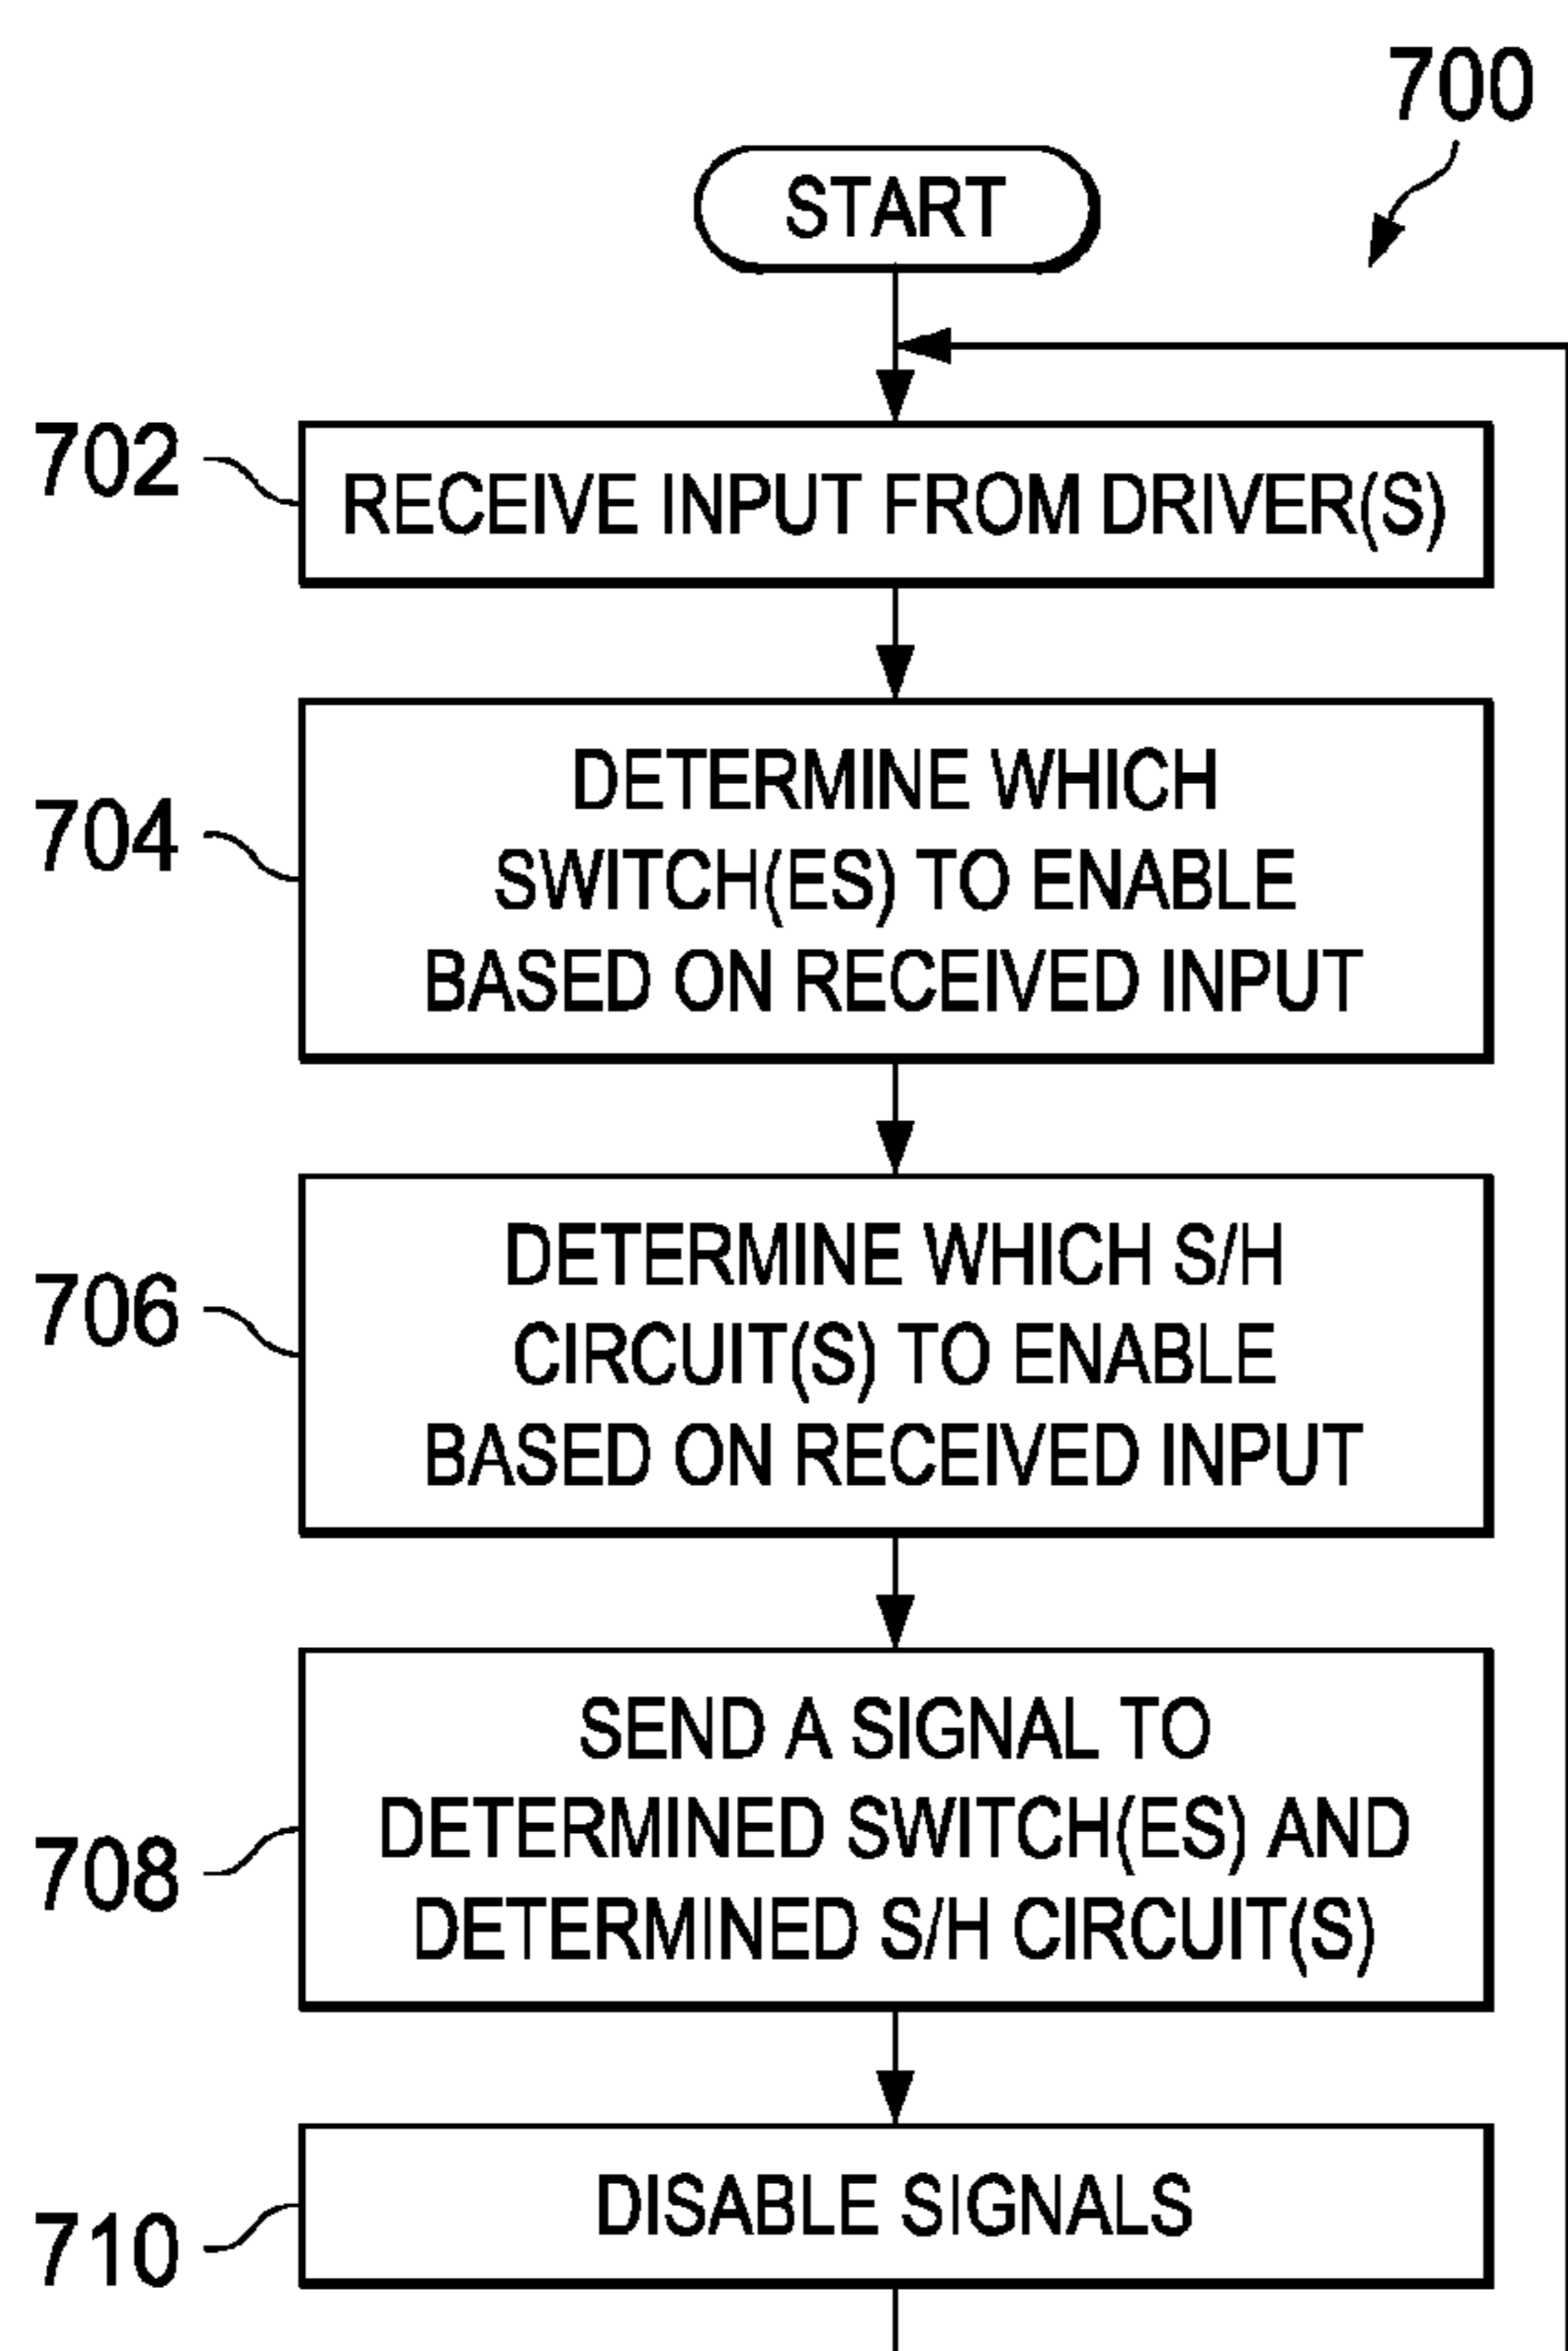 700
START
702
RECEIVE INPUT FROM DRIVER(S)
704
DETERMINE WHICH
SWITCH(ES) TO ENABLE
BASED ON RECEIVED INPUT
706
DETERMINE WHICH S/H
CIRCUIT(S) TO ENABLE
BASED ON RECEIVED INPUT
708
SEND A SIGNAL TO
DETERMINED SWITCH(ES) AND
DETERMINED S/H CIRCUIT(S)
710
DISABLE SIGNALS